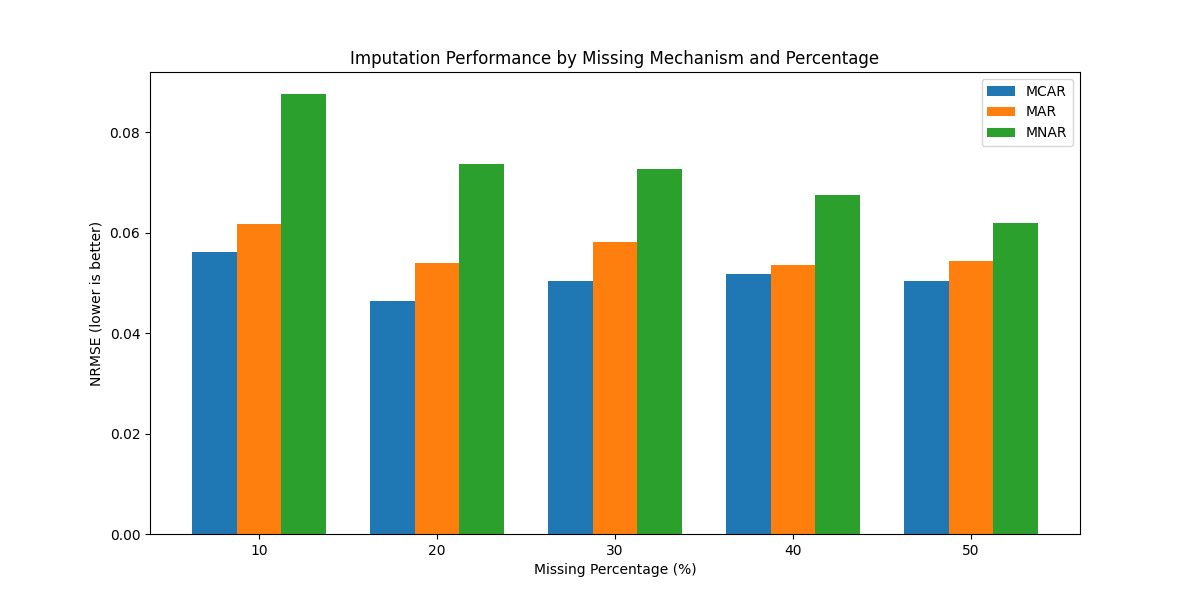 Imputation Performance by Missing Mechanism and Percentage
MCAR
MAR
MNAR
NRMSE (lower is better)
0.08
0.06
0.04
0.02
0.00
10 20 30 40 50
Missing Percentage (%)